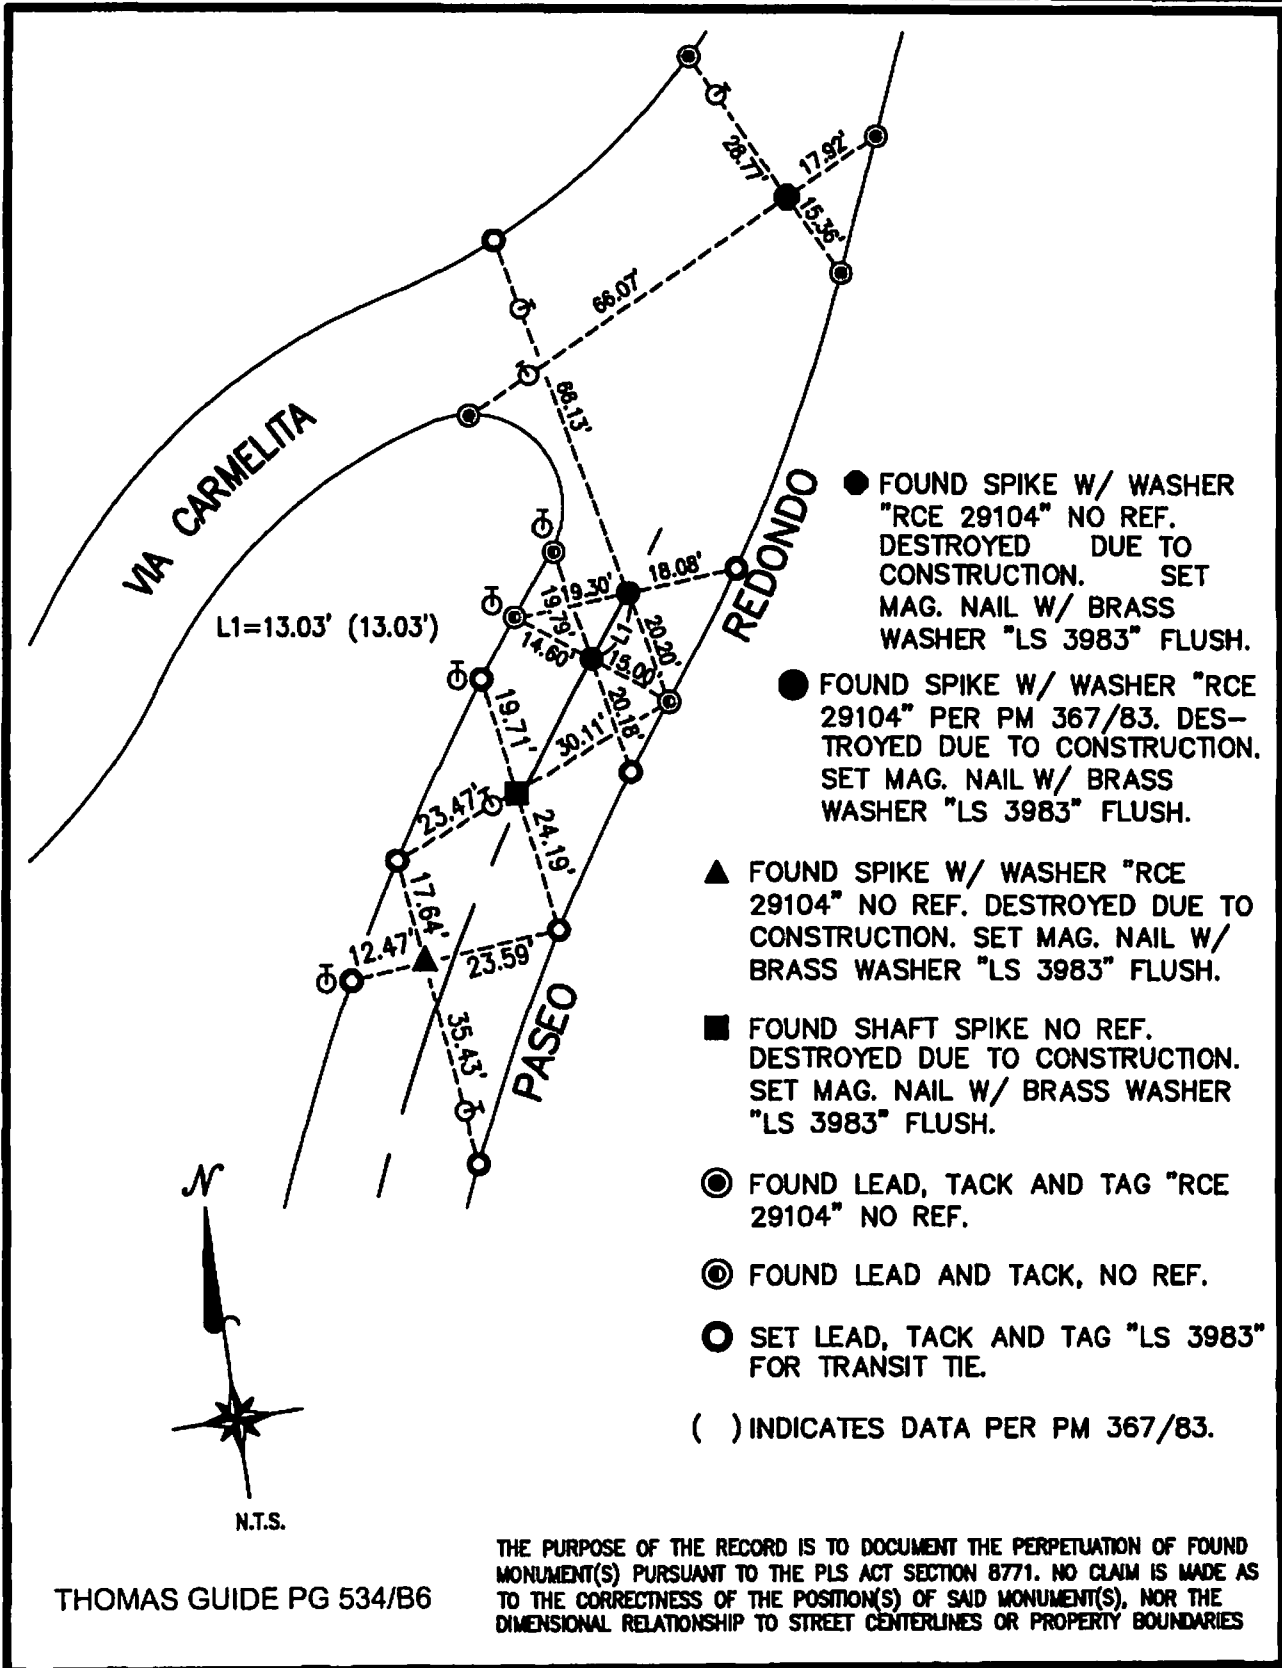 28.77'
17.92'
15.36'
66.07'
68.13'
VIA CARMELITA
REDONDO
L1=13.03' (13.03')
19.30'
18.08'
19.79'
14.60'
L1
20.20'
15.00'
19.71'
20.18'
30.11'
23.47'
24.19'
17.64'
12.47'
23.59'
35.43'
PASEO
FOUND SPIKE W/ WASHER
"RCE 29104" NO REF.
DESTROYED DUE TO
CONSTRUCTION. SET
MAG. NAIL W/ BRASS
WASHER "LS 3983" FLUSH.
FOUND SPIKE W/ WASHER "RCE
29104" PER PM 367/83. DES-
TROYED DUE TO CONSTRUCTION.
SET MAG. NAIL W/ BRASS
WASHER "LS 3983" FLUSH.
FOUND SPIKE W/ WASHER "RCE
29104" NO REF. DESTROYED DUE TO
CONSTRUCTION. SET MAG. NAIL W/
BRASS WASHER "LS 3983" FLUSH.
FOUND SHAFT SPIKE NO REF.
DESTROYED DUE TO CONSTRUCTION.
SET MAG. NAIL W/ BRASS WASHER
"LS 3983" FLUSH.
FOUND LEAD, TACK AND TAG "RCE
29104" NO REF.
FOUND LEAD AND TACK, NO REF.
SET LEAD, TACK AND TAG "LS 3983"
FOR TRANSIT TIE.
( ) INDICATES DATA PER PM 367/83.
N
N.T.S.
THOMAS GUIDE PG 534/B6
THE PURPOSE OF THE RECORD IS TO DOCUMENT THE PERPETUATION OF FOUND
MONUMENT(S) PURSUANT TO THE PLS ACT SECTION 8771. NO CLAIM IS MADE AS
TO THE CORRECTNESS OF THE POSITION(S) OF SAID MONUMENT(S), NOR THE
DIMENSIONAL RELATIONSHIP TO STREET CENTERLINES OR PROPERTY BOUNDARIES